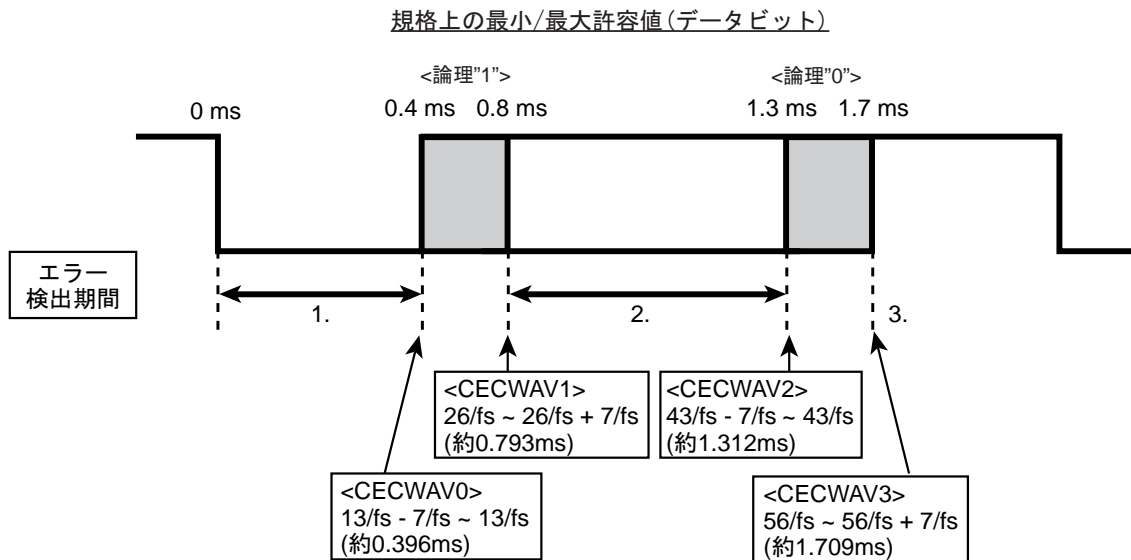 規格上の最小/最大許容値(データビット)
<論理”1”>
<論理”0”>
0 ms
0.4 ms
0.8 ms
1.3 ms
1.7 ms
エラー
検出期間
1.
2.
3.
<CECWAV1>
26/fs ~ 26/fs + 7/fs
(約0.793ms)
<CECWAV2>
43/fs - 7/fs ~ 43/fs
(約1.312ms)
<CECWAV0>
13/fs - 7/fs ~ 13/fs
(約0.396ms)
<CECWAV3>
56/fs ~ 56/fs + 7/fs
(約1.709ms)